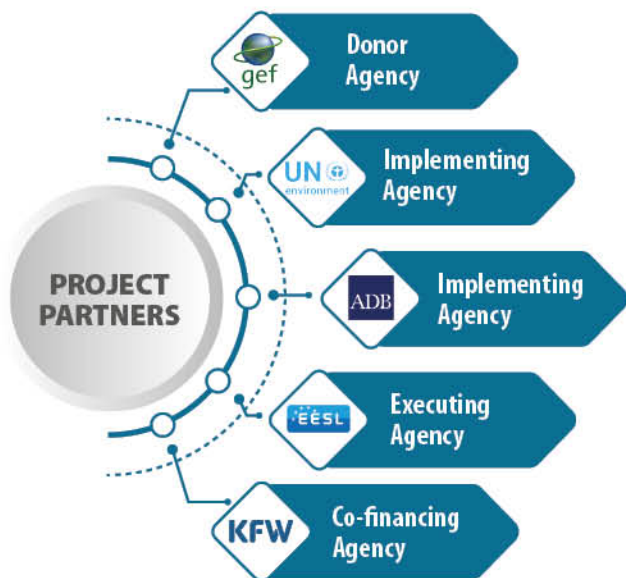 gef
Donor
Agency
UN
environment
Implementing
Agency
PROJECT
PARTNERS
ADB
Implementing
Agency
EESL
Executing
Agency
KFW
Co-financing
Agency